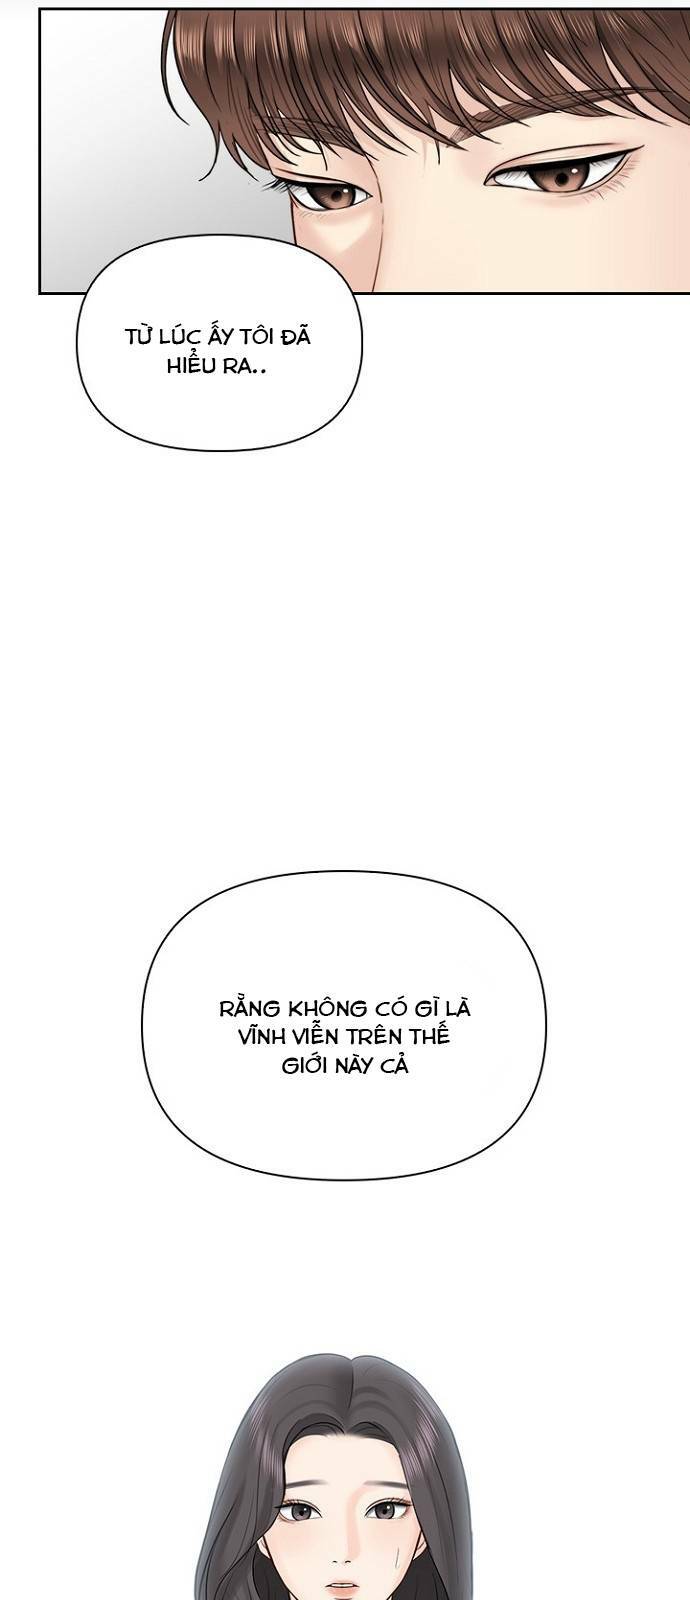 TỪ LÚC ẤY TÔI ĐÃ
HIỂU RA..
RẰNG KHÔNG CÓ GÌ LÀ
VĨNH VIỄN TRÊN THẾ
GIỚI NÀY CẢ